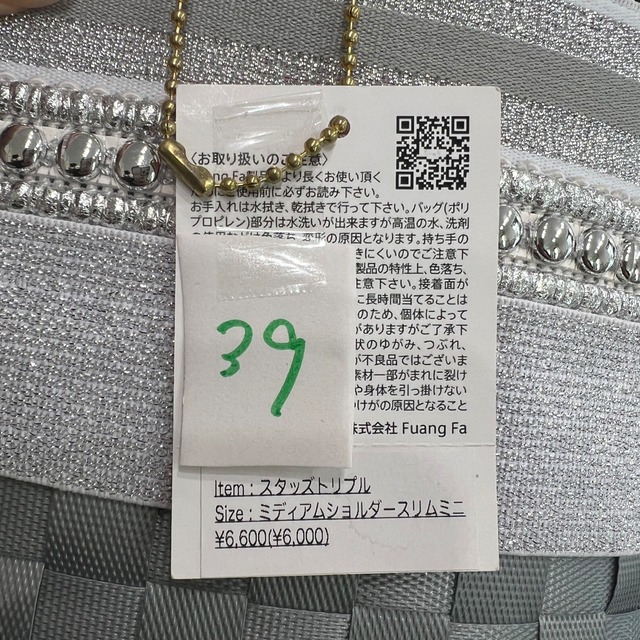 〈お取り扱いのご注意〉
より長くお使い頂く
ご使用前に必ずお読み下さい。
お手入れは水拭き、乾拭きで行って下さい。バッグ(ポリ
プロピレン)部分は水洗いが出来ますが高温の水、洗剤
変形の原因となります。持ち手の
きにくいのでご注意下
製品の特性上、色落ち、
注意下さい。接着面が
に長時間当てることは
のため、個体によって
がありますがご了承下
状のゆがみ、つぶれ、
が不良品ではございま
素材一部がまれに裂け
や身体を引っ掛けない
けがの原因となること
株式会社 Fuang Fa
39
Item : スタッズトリプル
Size : ミディアムショルダースリムミニ
¥6,600(¥6,000)